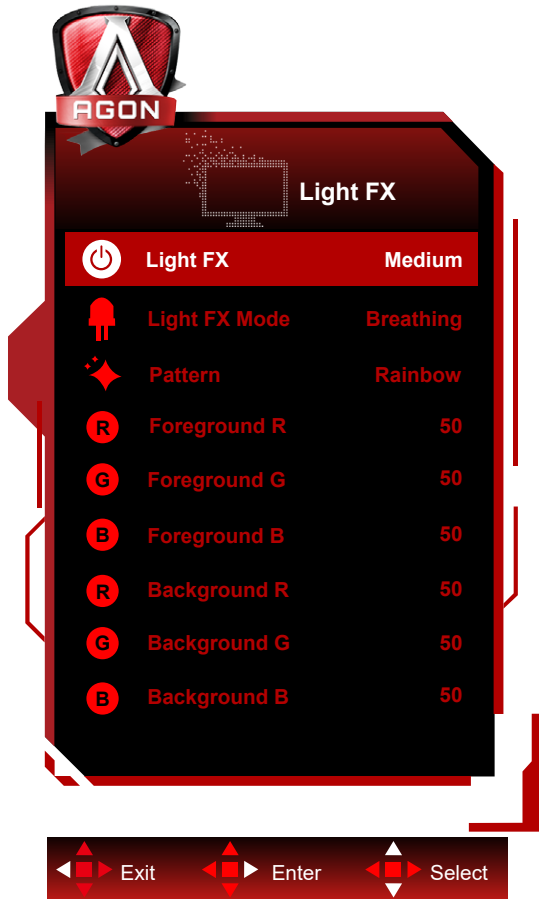 AGON
Light FX
Light FX Medium
Light FX Mode Breathing
Pattern Rainbow
R Foreground R 50
G Foreground G 50
B Foreground B 50
R Background R 50
G Background G 50
B Background B 50
Exit Enter Select